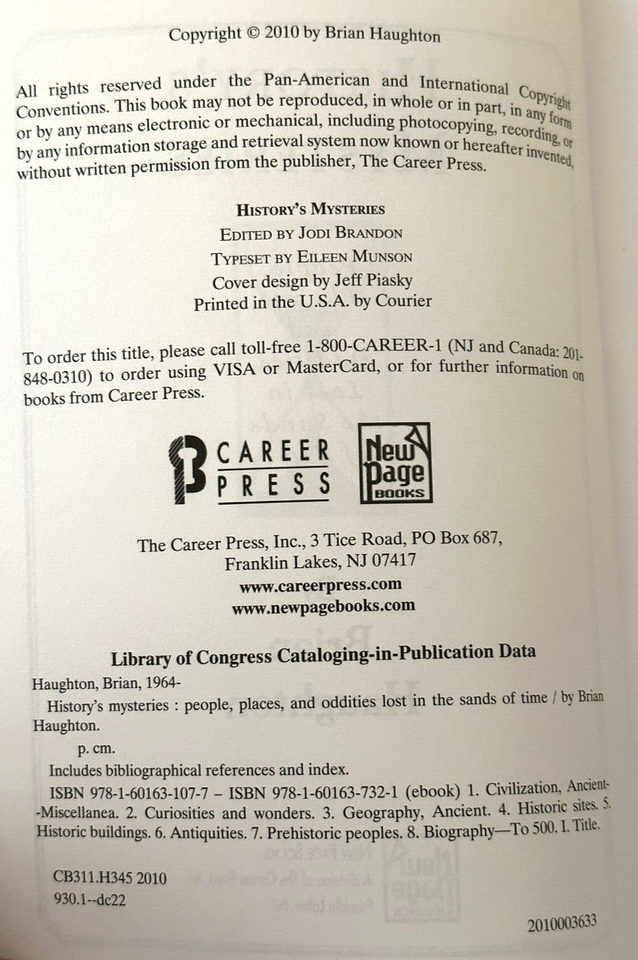 Copyright © 2010 by Brian Haughton
All rights reserved under the Pan-American and International Copyright
Conventions. This book may not be reproduced, in whole or in part, in any form
or by any means electronic or mechanical, including photocopying, recording, or
by any information storage and retrieval system now known or hereafter invented,
without written permission from the publisher, The Career Press.
HISTORY'S MYSTERIES
EDITED BY JODI BRANDON
TYPESET BY EILEEN MUNSON
Cover design by Jeff Piasky
Printed in the U.S.A. by Courier
To order this title, please call toll-free 1-800-CAREER-1 (NJ and Canada: 201-
848-0310) to order using VISA or MasterCard, or for further information on
books from Career Press.
CAREER
PRESS
New
Page
BOOKS
The Career Press, Inc., 3 Tice Road, PO Box 687,
Franklin Lakes, NJ 07417
www.careerpress.com
www.newpagebooks.com
Library of Congress Cataloging-in-Publication Data
Haughton, Brian, 1964-
History's mysteries : people, places, and oddities lost in the sands of time / by Brian
Haughton.
p. cm.
Includes bibliographical references and index.
ISBN 978-1-60163-107-7 – ISBN 978-1-60163-732-1 (ebook) 1. Civilization, Ancient-
-Miscellanea. 2. Curiosities and wonders. 3. Geography, Ancient. 4. Historic sites. 5.
Historic buildings. 6. Antiquities. 7. Prehistoric peoples. 8. Biography—To 500. I. Title.
CB311.H345 2010
930.1--dc22
2010003633